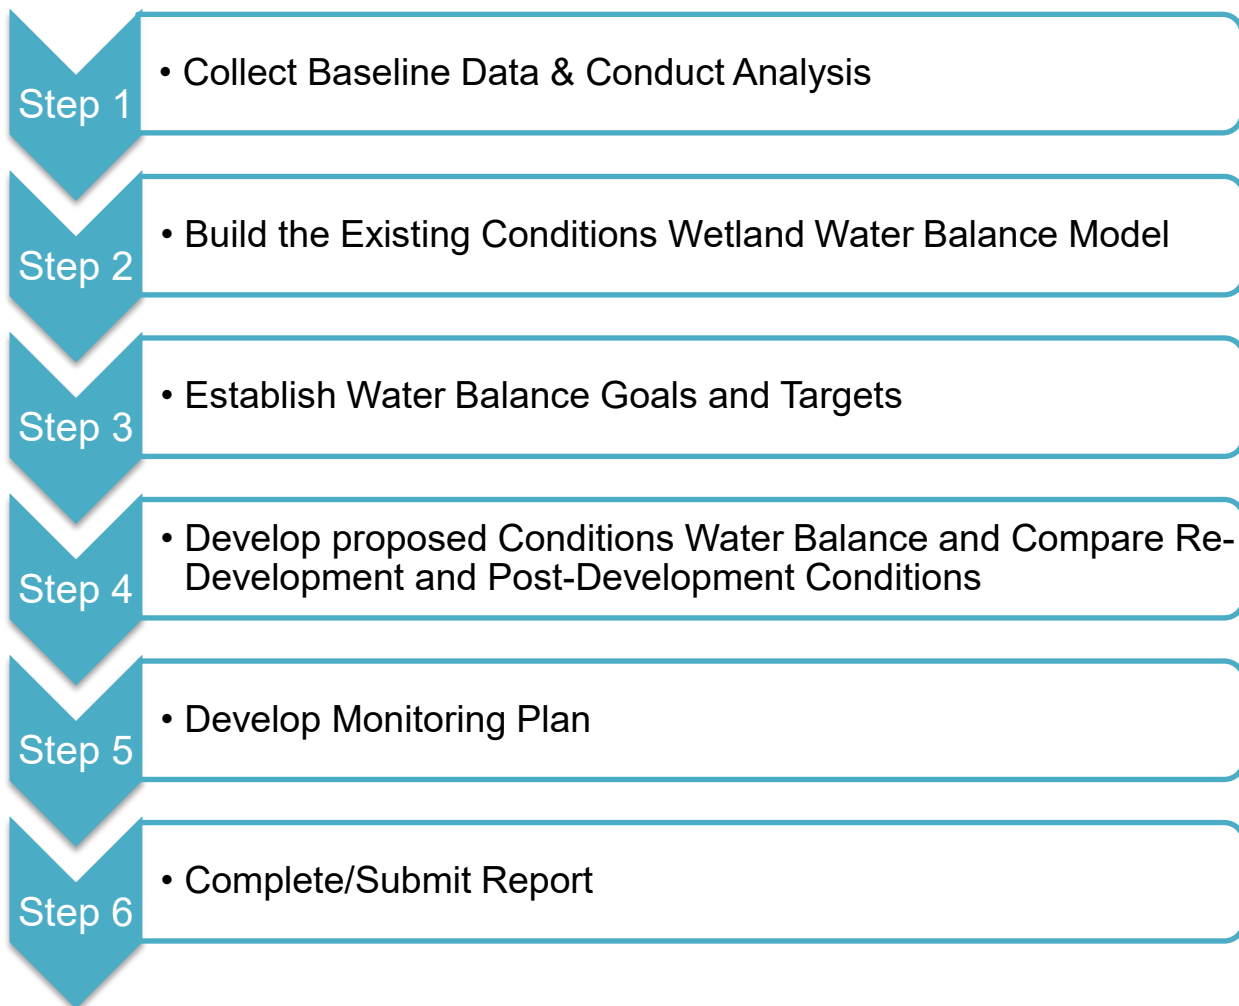 Step 1
• Collect Baseline Data & Conduct Analysis
Step 2
• Build the Existing Conditions Wetland Water Balance Model
Step 3
• Establish Water Balance Goals and Targets
Step 4
• Develop proposed Conditions Water Balance and Compare Re-
Development and Post-Development Conditions
Step 5
• Develop Monitoring Plan
Step 6
• Complete/Submit Report